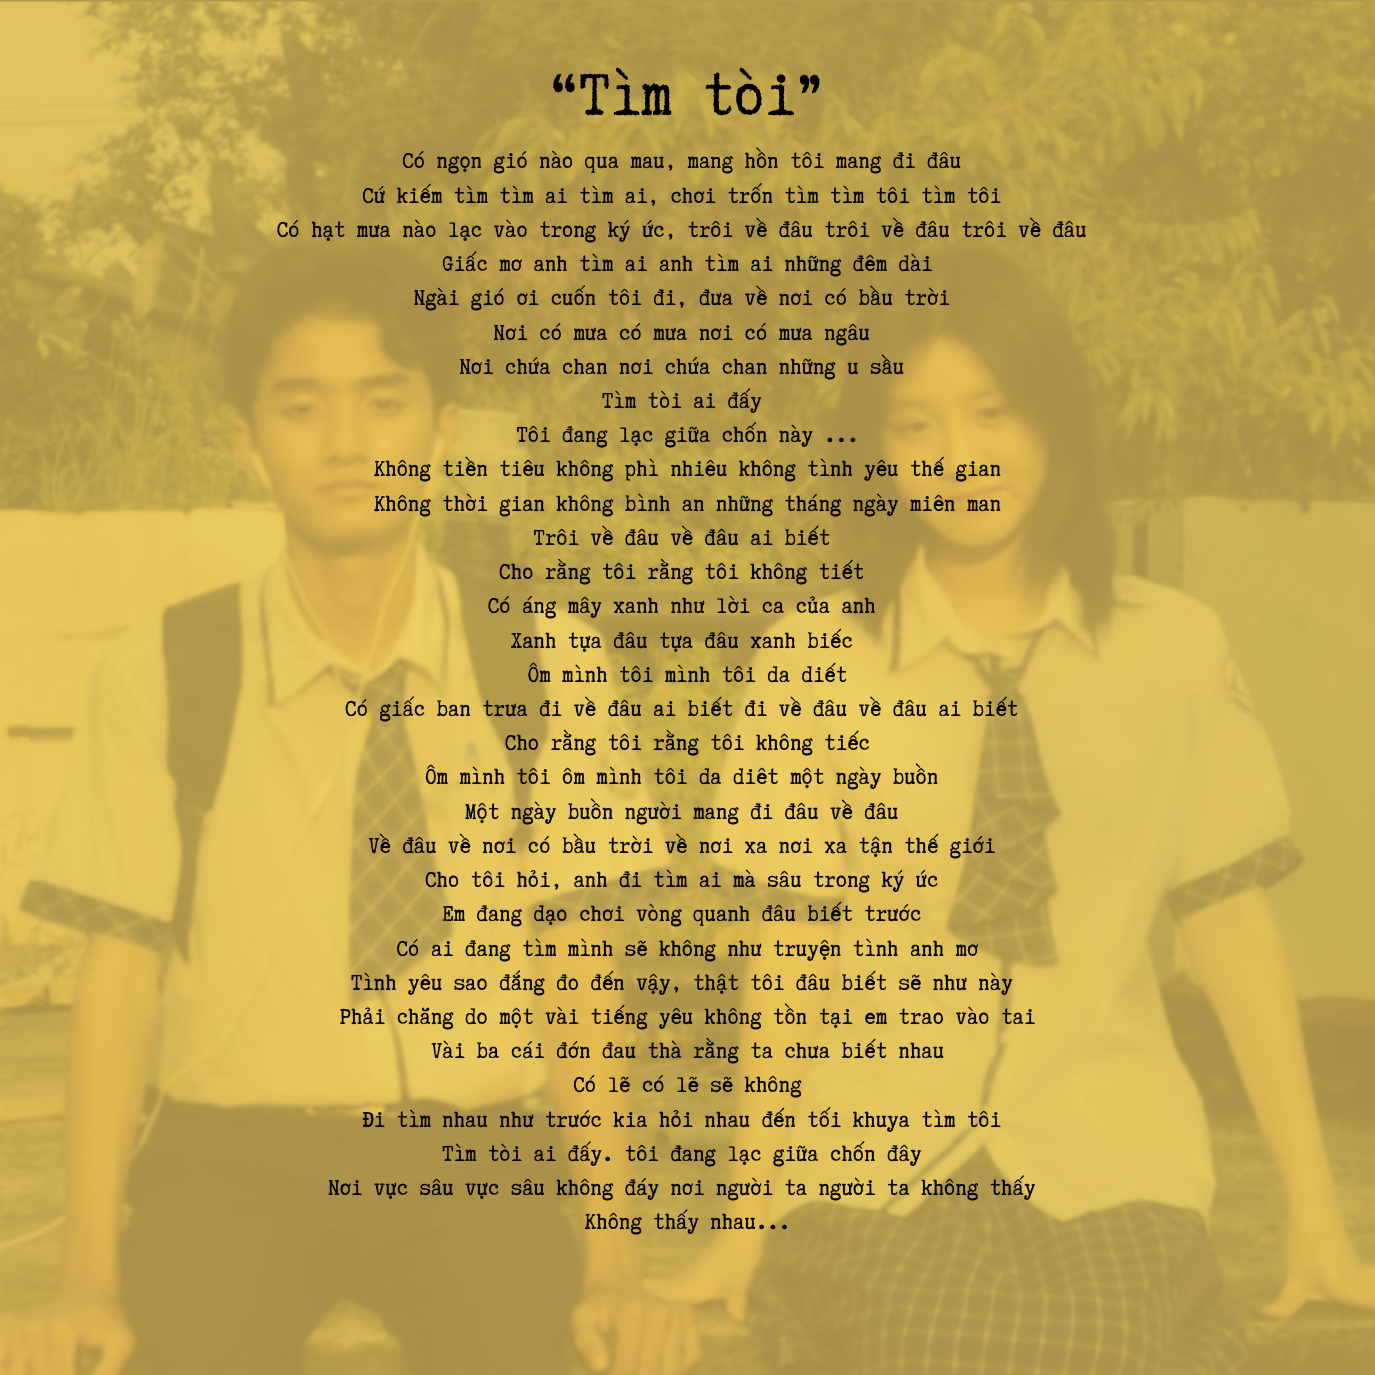 “Tìm tòi”
Có ngọn gió nào qua mau, mang hồn tôi mang đi đâu
Cứ kiếm tìm tìm ai tìm ai, chơi trốn tìm tìm tôi tìm tôi
Có hạt mưa nào lạc vào trong ký ức, trôi về đâu trôi về đâu trôi về đâu
Giấc mơ anh tìm ai anh tìm ai những đêm dài
Ngài gió ơi cuốn tôi đi, đưa về nơi có bầu trời
Nơi có mưa có mưa nơi có mưa ngâu
Nơi chứa chan nơi chứa chan những u sầu
Tìm tòi ai đấy
Tôi đang lạc giữa chốn này ...
Không tiền tiêu không phì nhiêu không tình yêu thế gian
Không thời gian không bình an những tháng ngày miên man
Trôi về đâu về đâu ai biết
Cho rằng tôi rằng tôi không tiết
Có áng mây xanh như lời ca của anh
Xanh tựa đâu tựa đâu xanh biếc
Ôm mình tôi mình tôi da diết
Có giấc ban trưa đi về đâu ai biết đi về đâu về đâu ai biết
Cho rằng tôi rằng tôi không tiếc
Ôm mình tôi ôm mình tôi da diêt một ngày buồn
Một ngày buồn người mang đi đâu về đâu
Về đâu về nơi có bầu trời về nơi xa nơi xa tận thế giới
Cho tôi hỏi, anh đi tìm ai mà sâu trong ký ức
Em đang dạo chơi vòng quanh đâu biết trước
Có ai đang tìm mình sẽ không như truyện tình anh mơ
Tình yêu sao đắng đo đến vậy, thật tôi đâu biết sẽ như này
Phải chăng do một vài tiếng yêu không tồn tại em trao vào tai
Vài ba cái đớn đau thà rằng ta chưa biết nhau
Có lẽ có lẽ sẽ không
Đi tìm nhau như trước kia hỏi nhau đến tối khuya tìm tôi
Tìm tòi ai đấy. tôi đang lạc giữa chốn đây
Nơi vực sâu vực sâu không đáy nơi người ta người ta không thấy
Không thấy nhau...